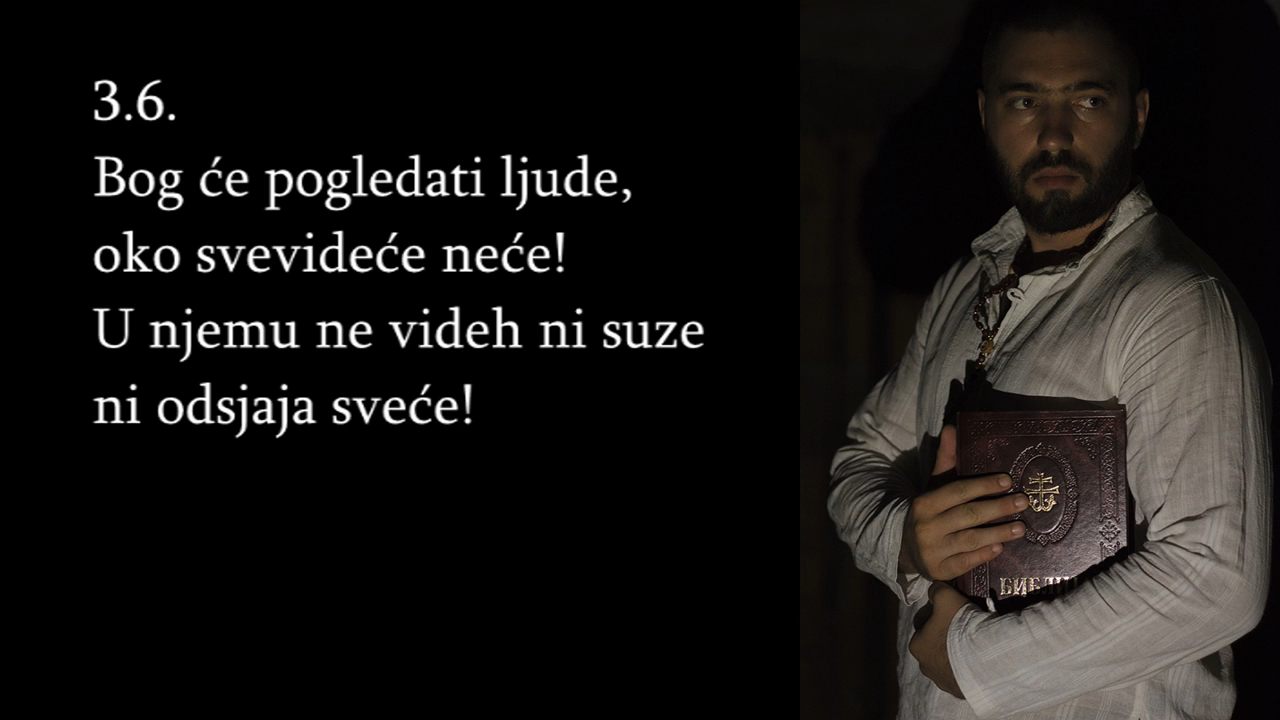 3.6.
Bog će pogledati ljude,
oko svevideće neće!
U njemu ne videh ni suze
ni odsjaja sveće!